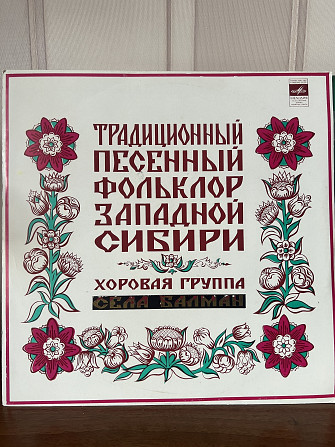 ТРАДИЦИОННЫЙ
ПЕСЕННЫЙ
ФОЛЬКЛОР
ЗАПАДНОЙ
СИБИРИ
ХОРОВАЯ ГРУППА
СЕЛА БАЛМАН